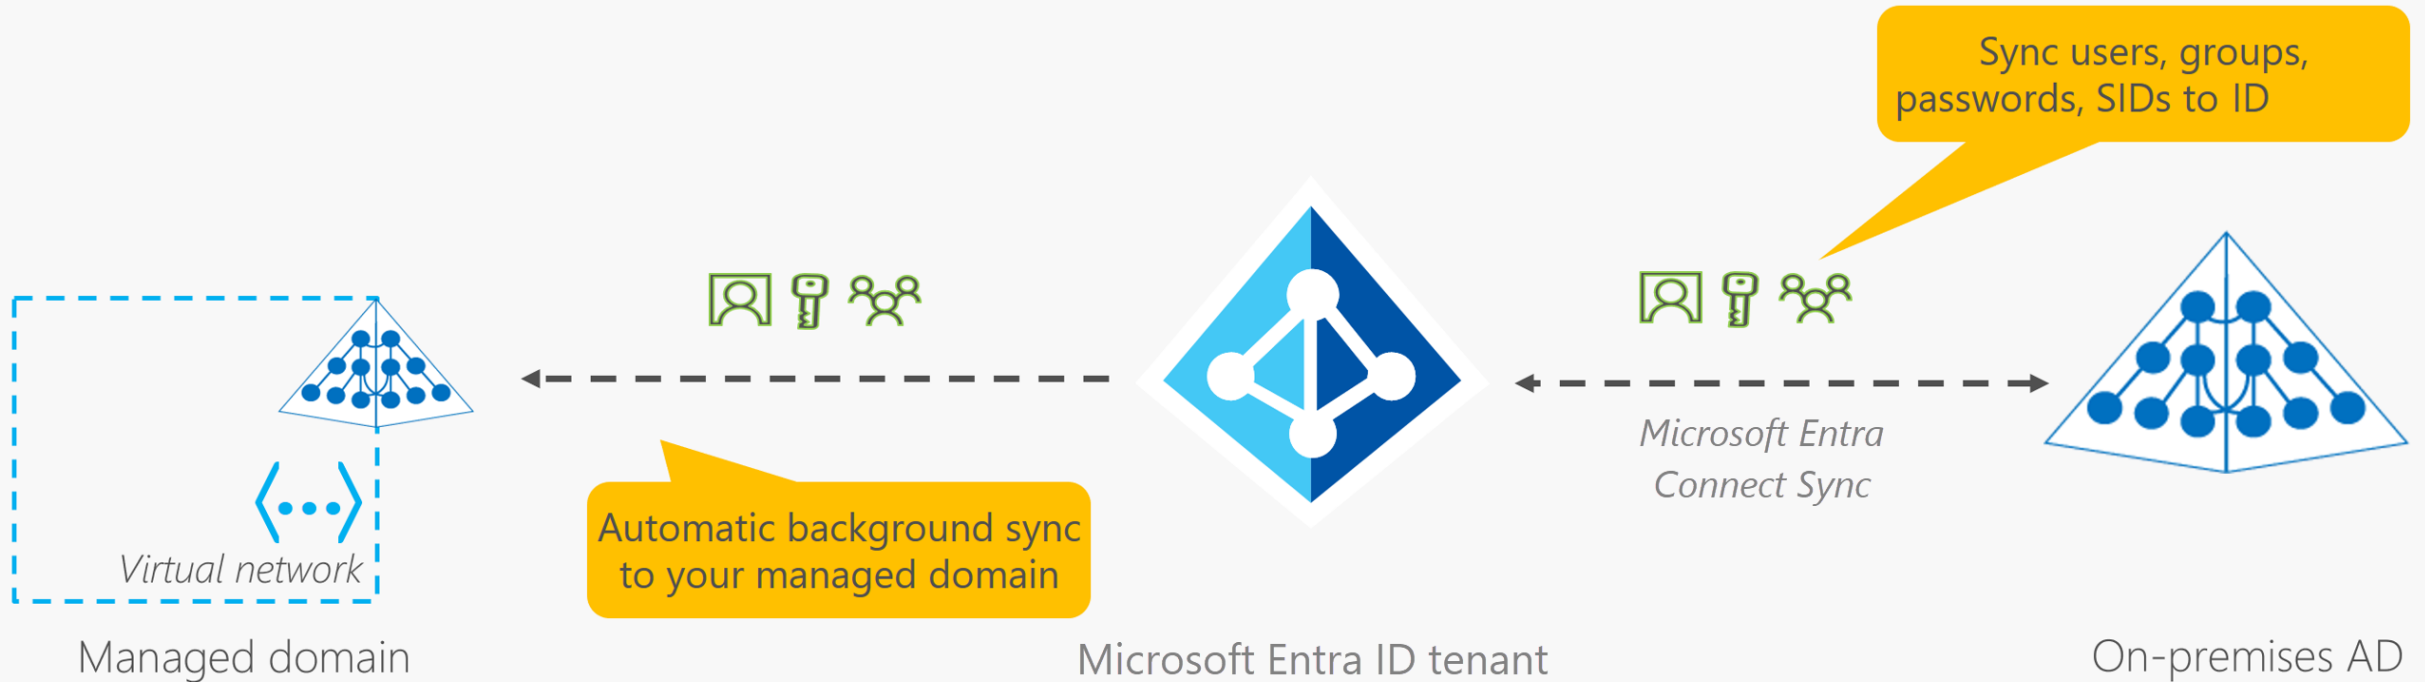 Sync users, groups,
passwords, SIDs to ID
Microsoft Entra
Connect Sync
Automatic background sync
to your managed domain
Virtual network
Managed domain
Microsoft Entra ID tenant
On-premises AD